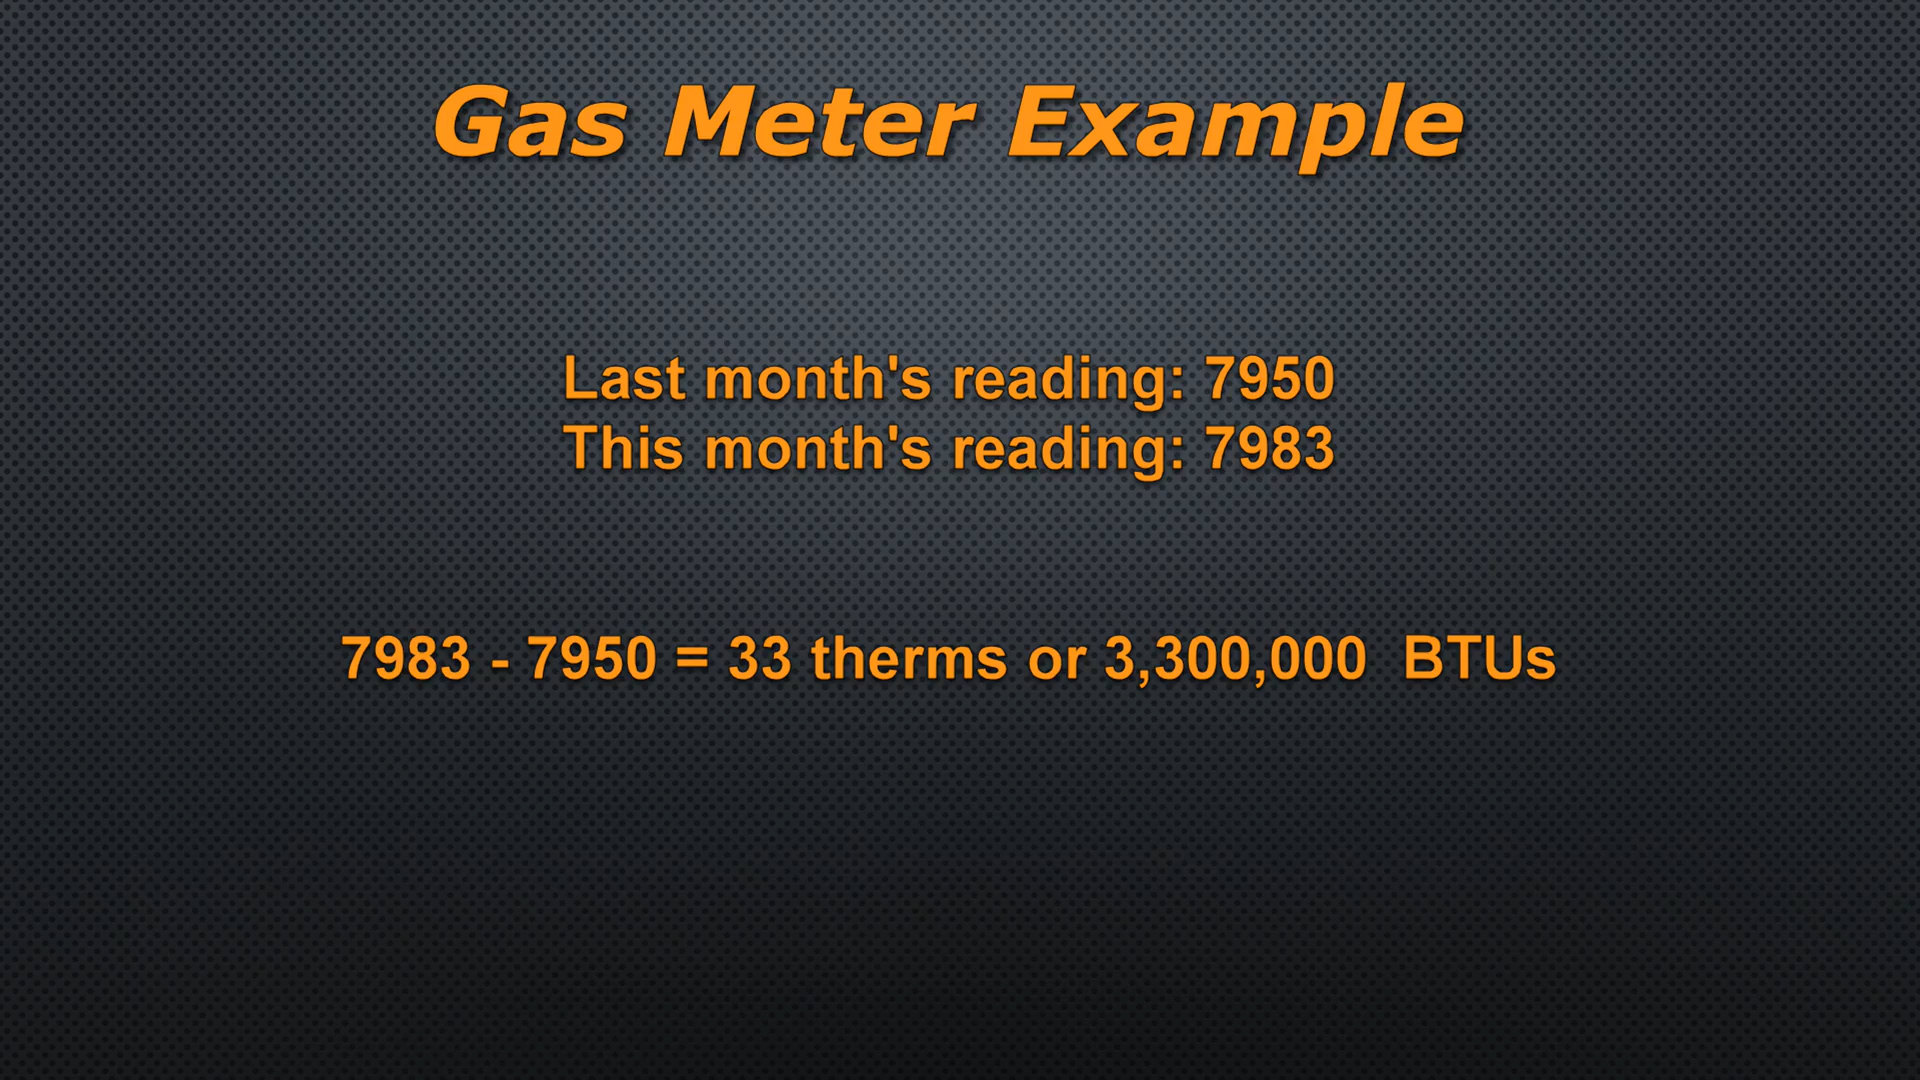 Gas Meter Example
Last month's reading: 7950
This month's reading: 7983
7983 - 7950 = 33 therms or 3,300,000  BTUs